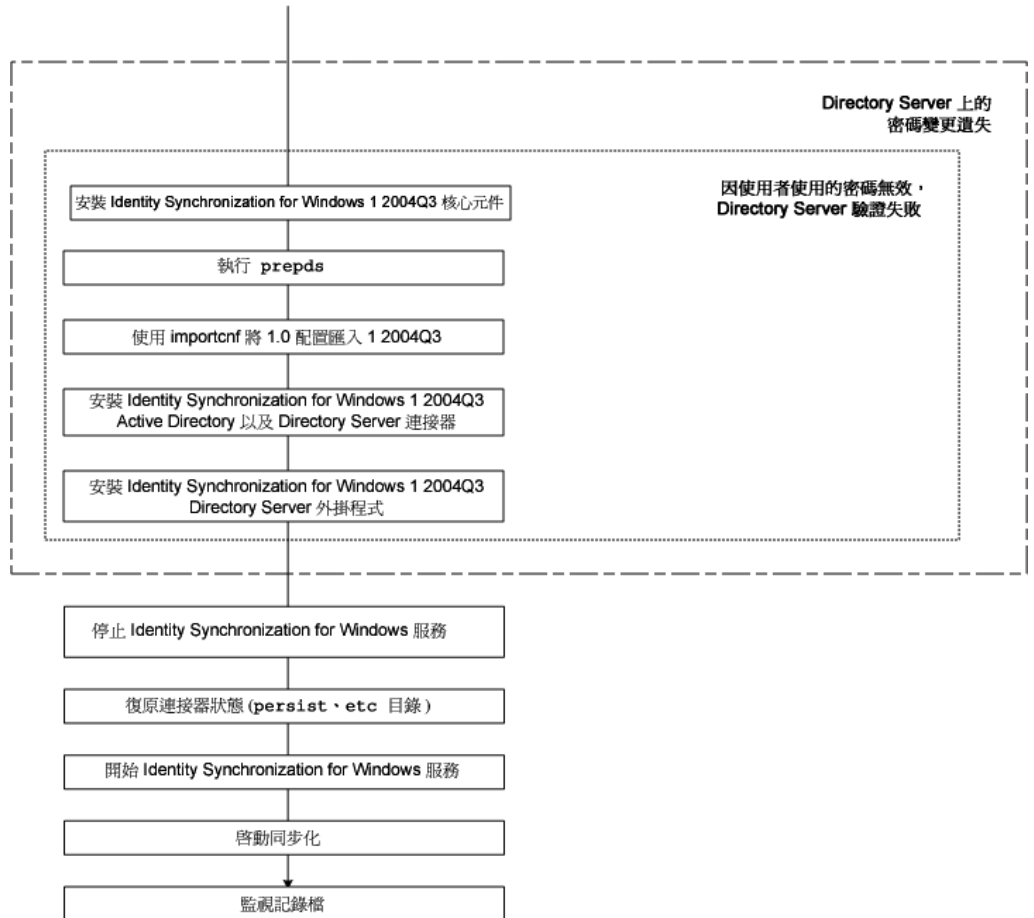 Directory Server 上的
密碼變更遺失
因使用者使用的密碼無效，
Directory Server 驗證失敗
安裝 Identity Synchronization for Windows 1 2004Q3 核心元件
執行 prepds
使用 importcnf 將 1.0 配置匯入 1 2004Q3
安裝 Identity Synchronization for Windows 1 2004Q3
Active Directory 以及 Directory Server 連接器
安裝 Identity Synchronization for Windows 1 2004Q3
Directory Server 外掛程式
停止 Identity Synchronization for Windows 服務
復原連接器狀態 (persist、etc 目錄 )
開始 Identity Synchronization for Windows 服務
啓動同步化
監視記錄檔